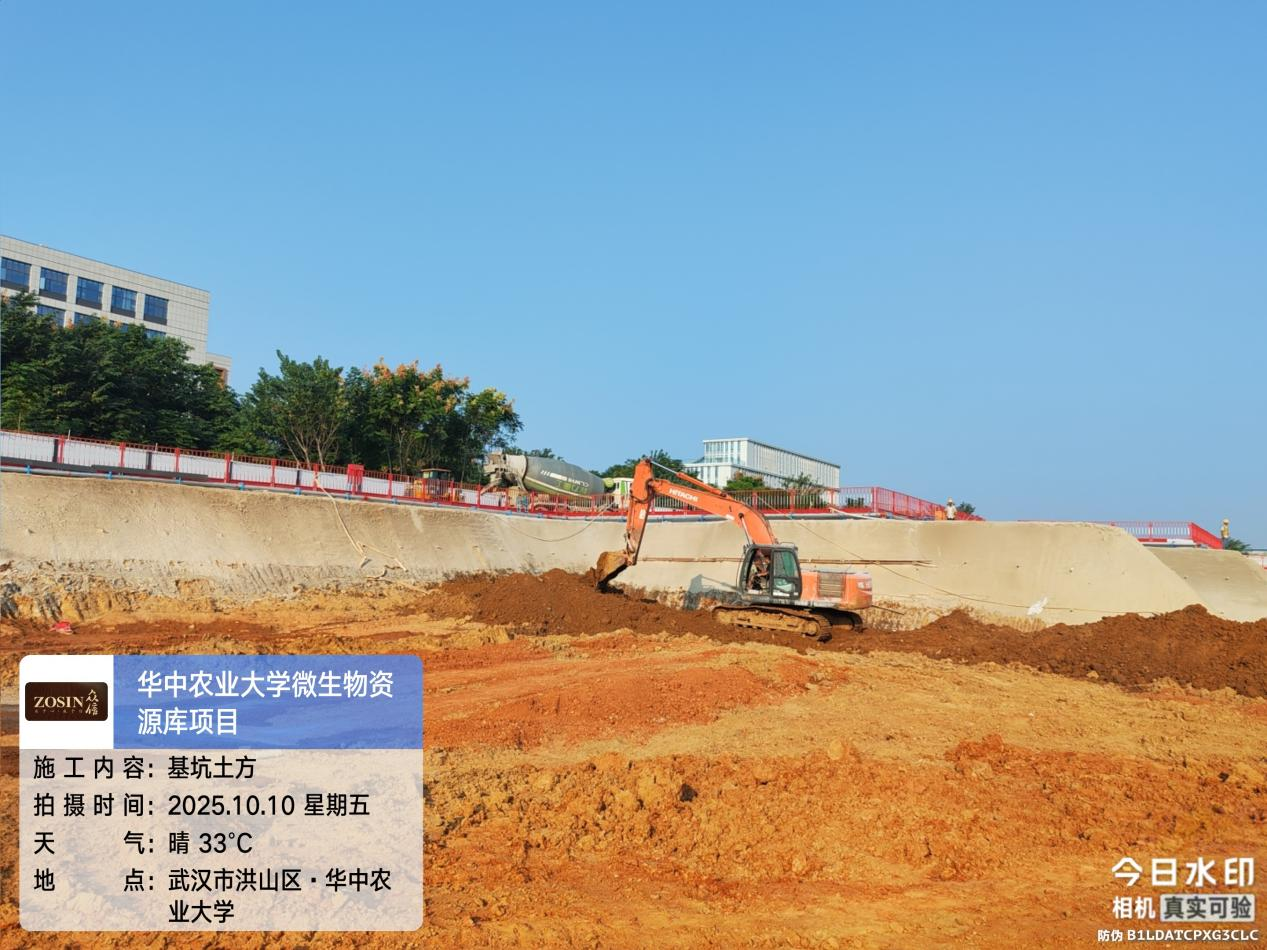 HITACHI
ZOSIN 众信
华中农业大学微生物资
源库项目
施工内容：基坑土方
拍摄时间：2025.10.10 星期五
天气：晴 33°C
地点：武汉市洪山区·华中农
业大学
今日水印
相机 真实可验
防伪 B1LDATCPXG3CLC